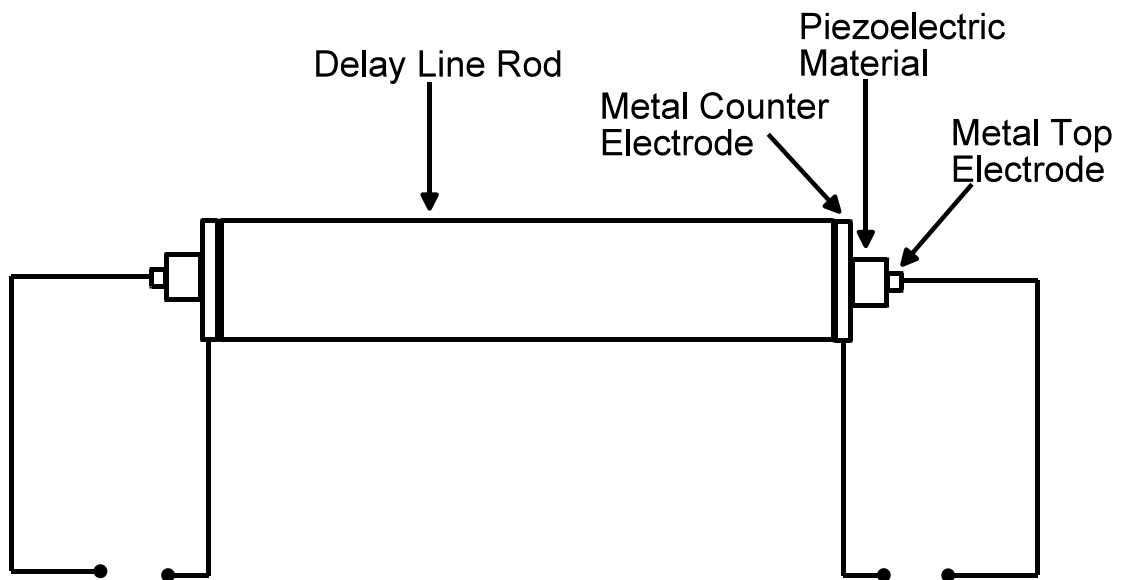 Delay Line Rod
Piezoelectric
Material
Metal Counter
Electrode
Metal Top
Electrode